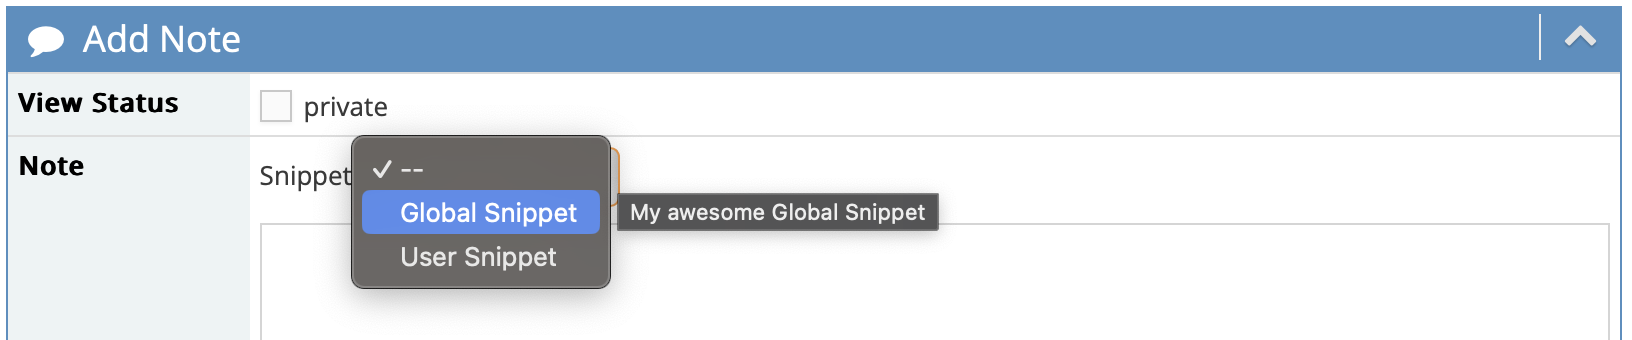 Add Note
View Status
private
Note
Snippet
--
Global Snippet
My awesome Global Snippet
User Snippet